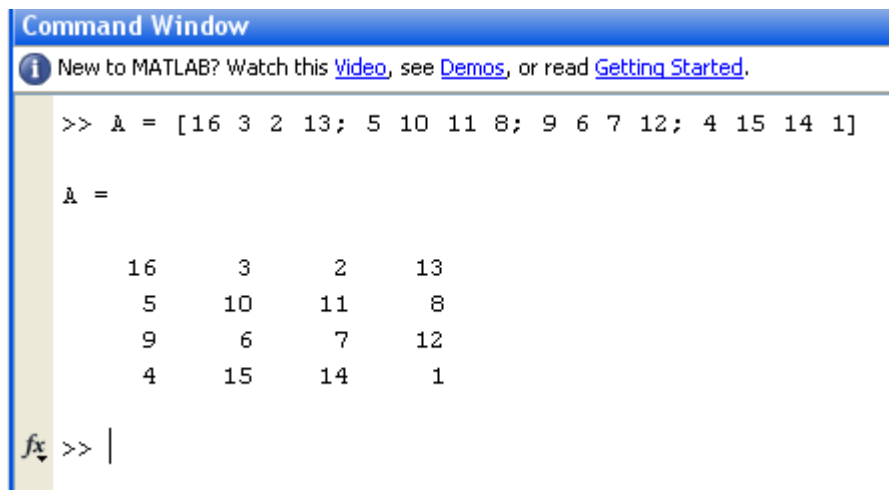 Command Window
New to MATLAB? Watch this Video, see Demos, or read Getting Started.
>> A = [16 3 2 13; 5 10 11 8; 9 6 7 12; 4 15 14 1]
A =
16 3 2 13
5 10 11 8
9 6 7 12
4 15 14 1
fx >>